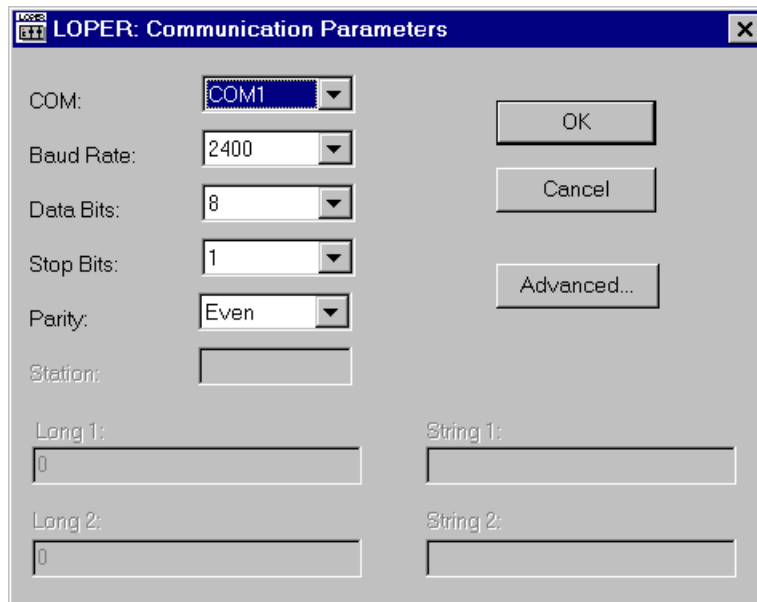 LOPER: Communication Parameters
COM: COM1
OK
Baud Rate: 2400
Cancel
Data Bits: 8
Stop Bits: 1
Advanced...
Parity: Even
Station:
Long 1: String 1:
0
Long 2: String 2:
0